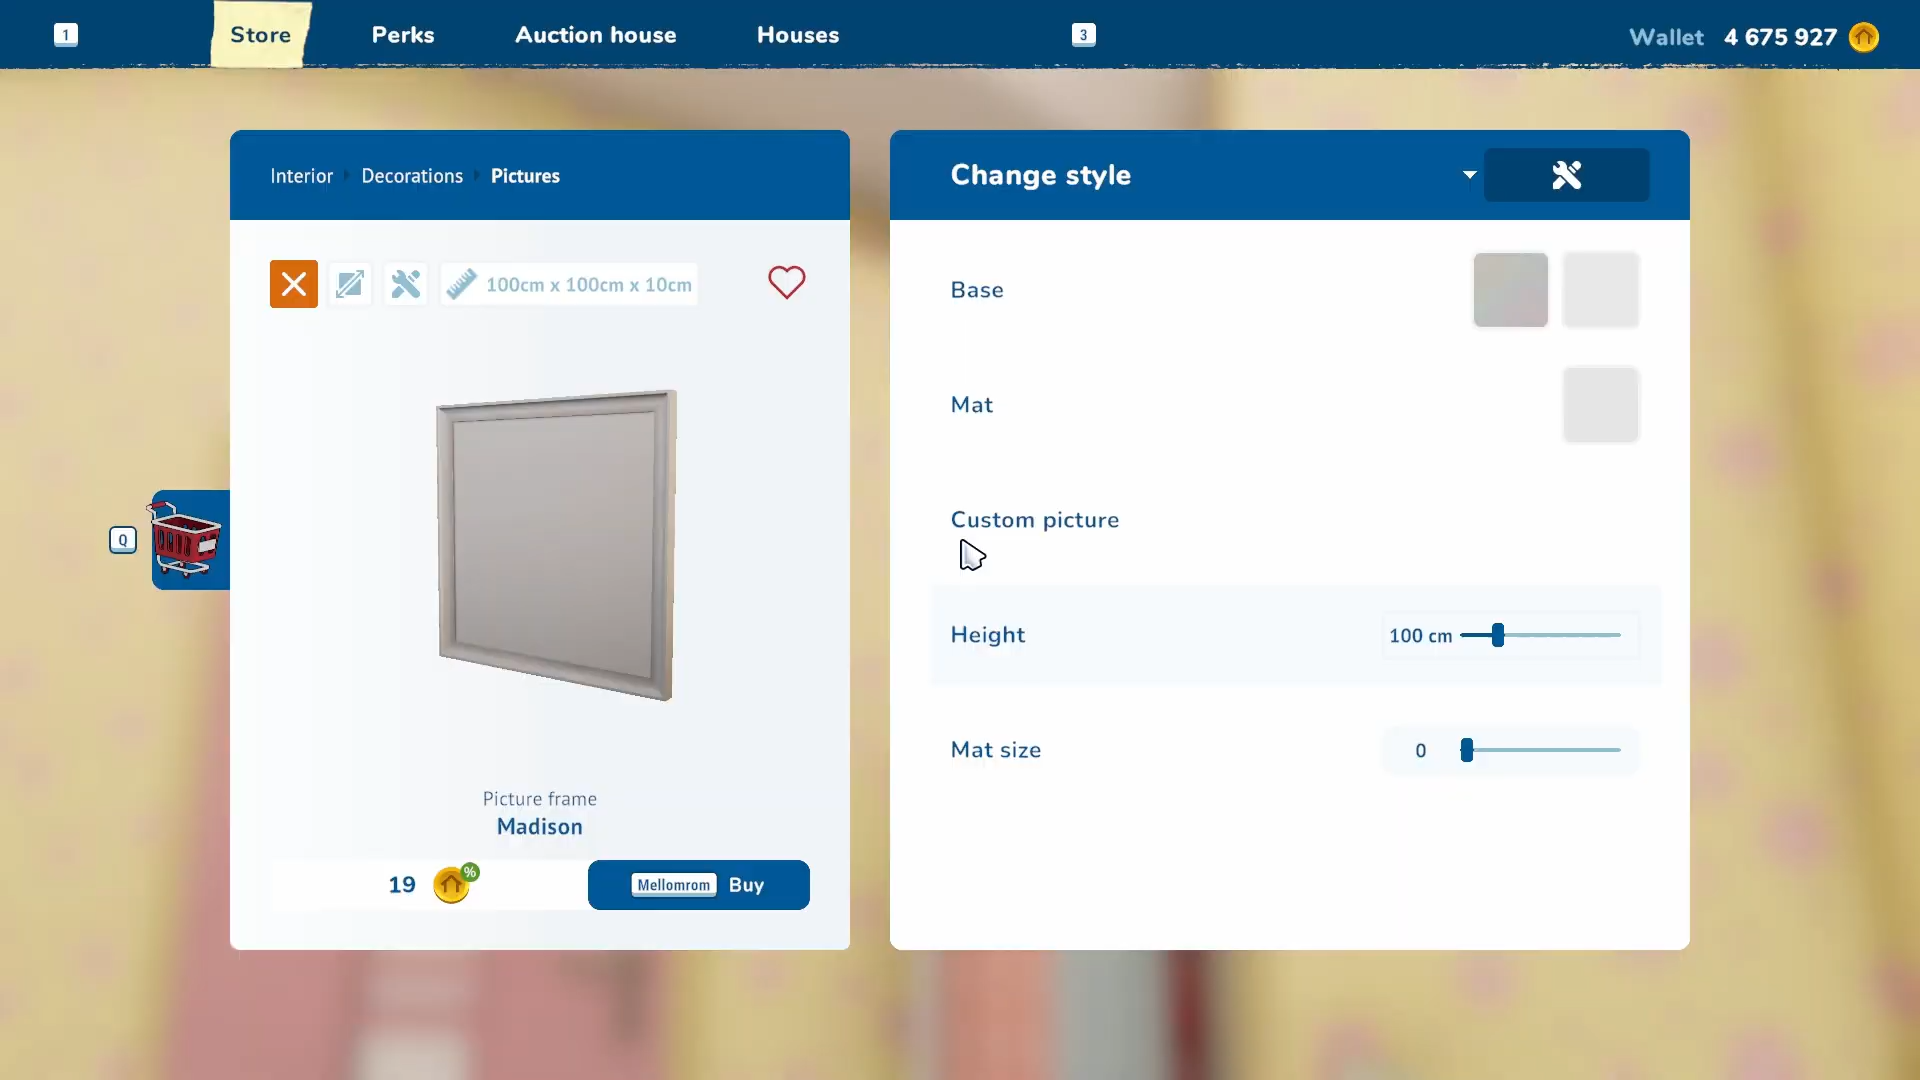 1
Store
Perks
Auction house
Houses
3
Wallet 4 675 927
Interior Decorations Pictures
100cm x 100cm x 10cm
Picture frame
Madison
19 %
Mellomrom Buy
Q
Change style
Base
Mat
Custom picture
Height 100 cm
Mat size 0